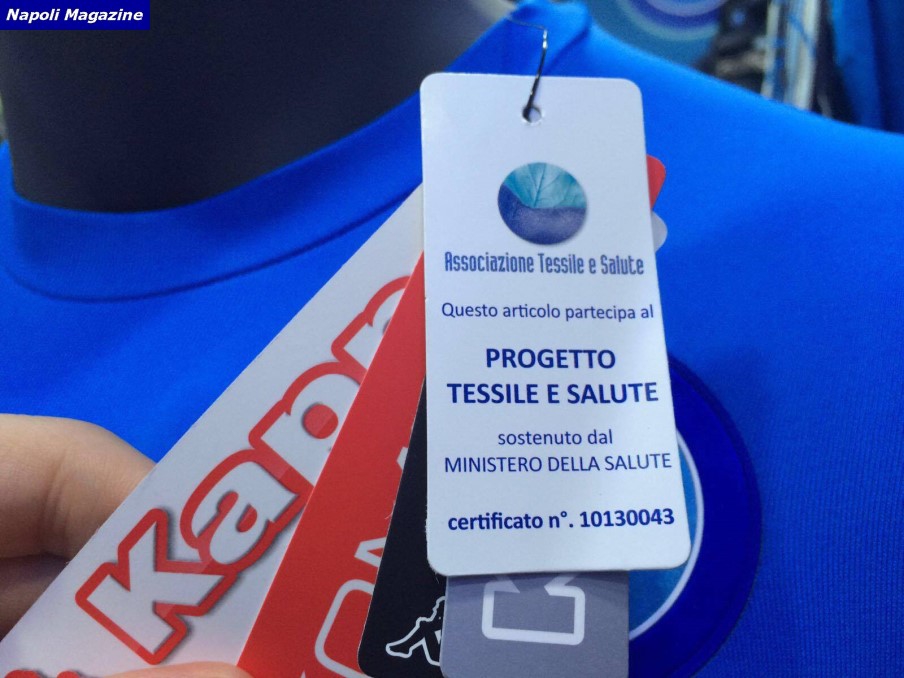 Napoli Magazine
Associazione Tessile e Salute
Questo articolo partecipa al
PROGETTO
TESSILE E SALUTE
sostenuto dal
MINISTERO DELLA SALUTE
certificato n°. 10130043
Kapp